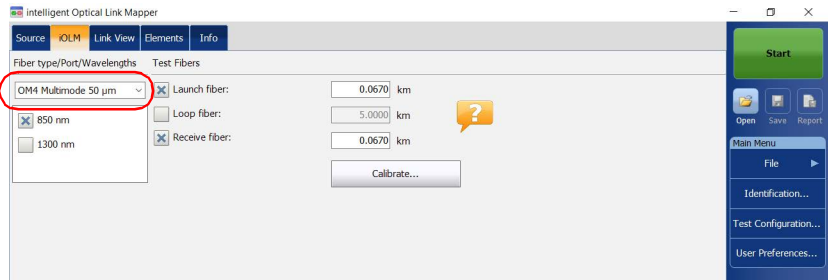 intelligent Optical Link Mapper
Source iOLM Link View Elements Info
Fiber type/Port/Wavelengths Test Fibers
OM4 Multimode 50 µm
850 nm
1300 nm
Launch fiber: 0.0670 km
Loop fiber: 5.0000 km
Receive fiber: 0.0670 km
?
Calibrate...
Start
Open Save Report
Main Menu
File
Identification...
Test Configuration...
User Preferences...